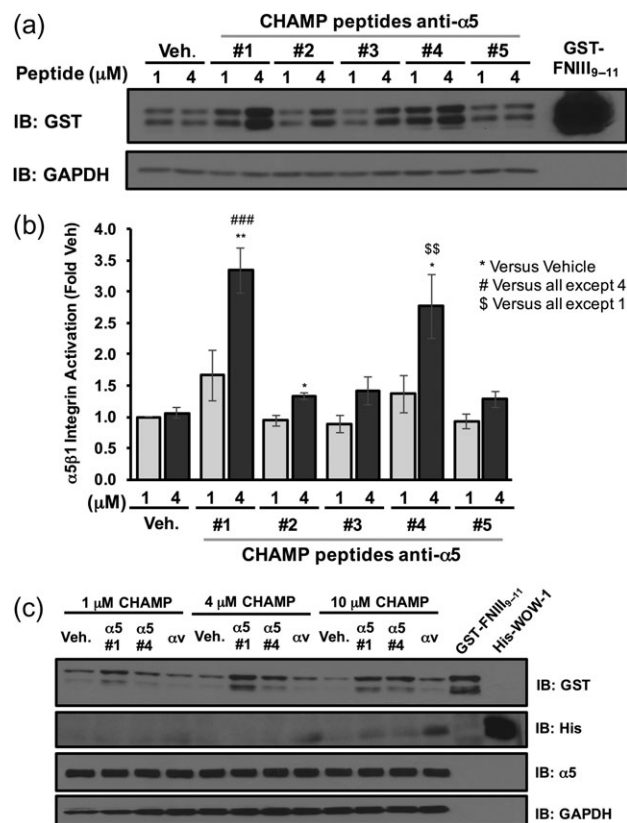 (a)
CHAMP peptides anti-α5
Veh. #1 #2 #3 #4 #5 GST-
FNIII9–11
Peptide (μM) 1 4 1 4 1 4 1 4 1 4 1 4
IB: GST
IB: GAPDH
(b)
α5β1 Integrin Activation (Fold Veh)
4.0
3.5
3.0
2.5
2.0
1.5
1.0
0.5
0.0
###
**
*
$$
*
* Versus Vehicle
# Versus all except 4
$ Versus all except 1
(μM) 1 4 1 4 1 4 1 4 1 4 1 4
Veh. #1 #2 #3 #4 #5
CHAMP peptides anti-α5
(c)
1 μM CHAMP 4 μM CHAMP 10 μM CHAMP
Veh. α5 #1 α5 #4 αv Veh. α5 #1 α5 #4 αv Veh. α5 #1 α5 #4 αv GST-FNIII9–11 His-WOW-1
IB: GST
IB: His
IB: α5
IB: GAPDH